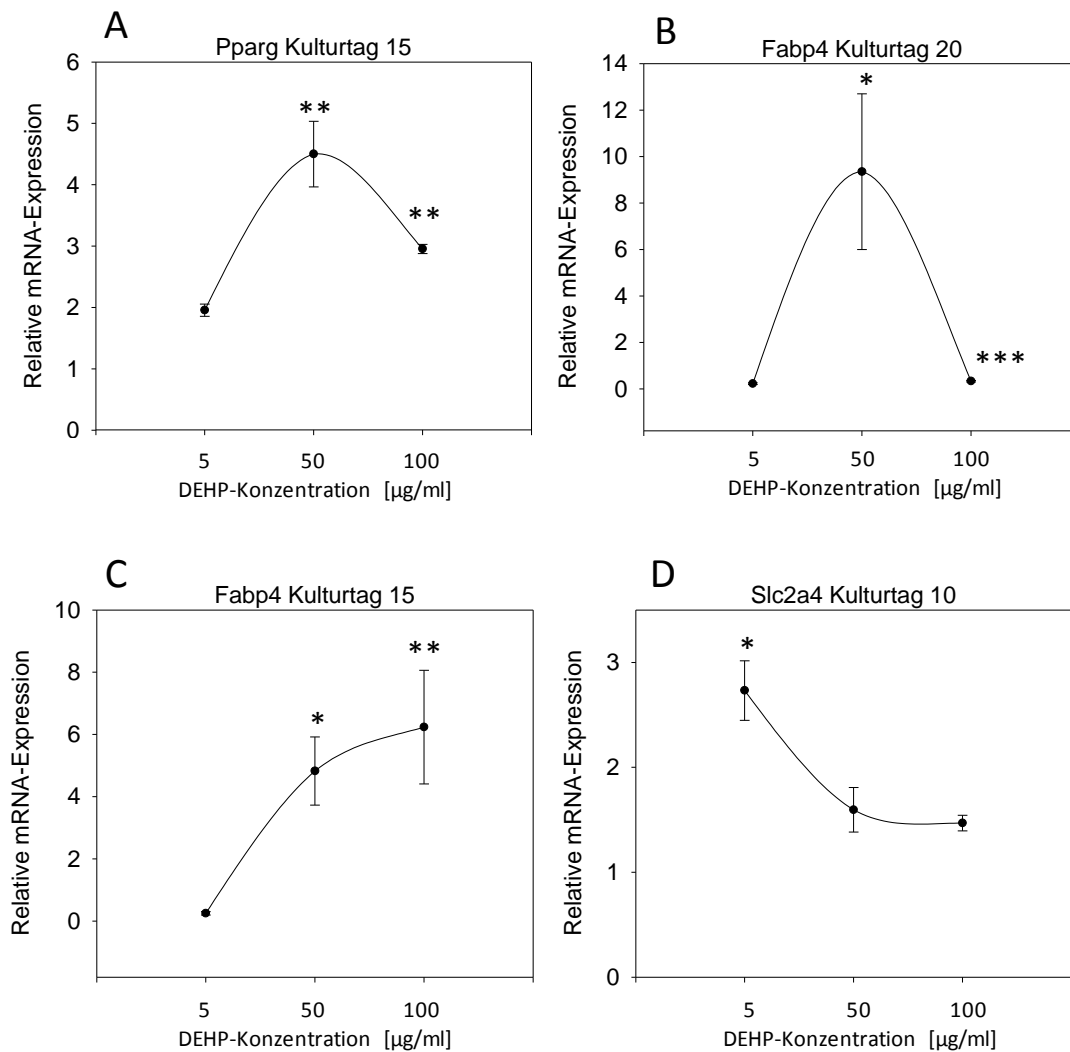 A
Pparg Kulturtag 15
Relative mRNA-Expression
6
5
4
3
2
1
0
**
**
5 50 100
DEHP-Konzentration [µg/ml]
B
Fabp4 Kulturtag 20
Relative mRNA-Expression
14
12
10
8
6
4
2
0
*
***
5 50 100
DEHP-Konzentration [µg/ml]
C
Fabp4 Kulturtag 15
Relative mRNA-Expression
10
8
6
4
2
0
*
**
5 50 100
DEHP-Konzentration [µg/ml]
D
Slc2a4 Kulturtag 10
Relative mRNA-Expression
3
2
1
0
*
5 50 100
DEHP-Konzentration [µg/ml]